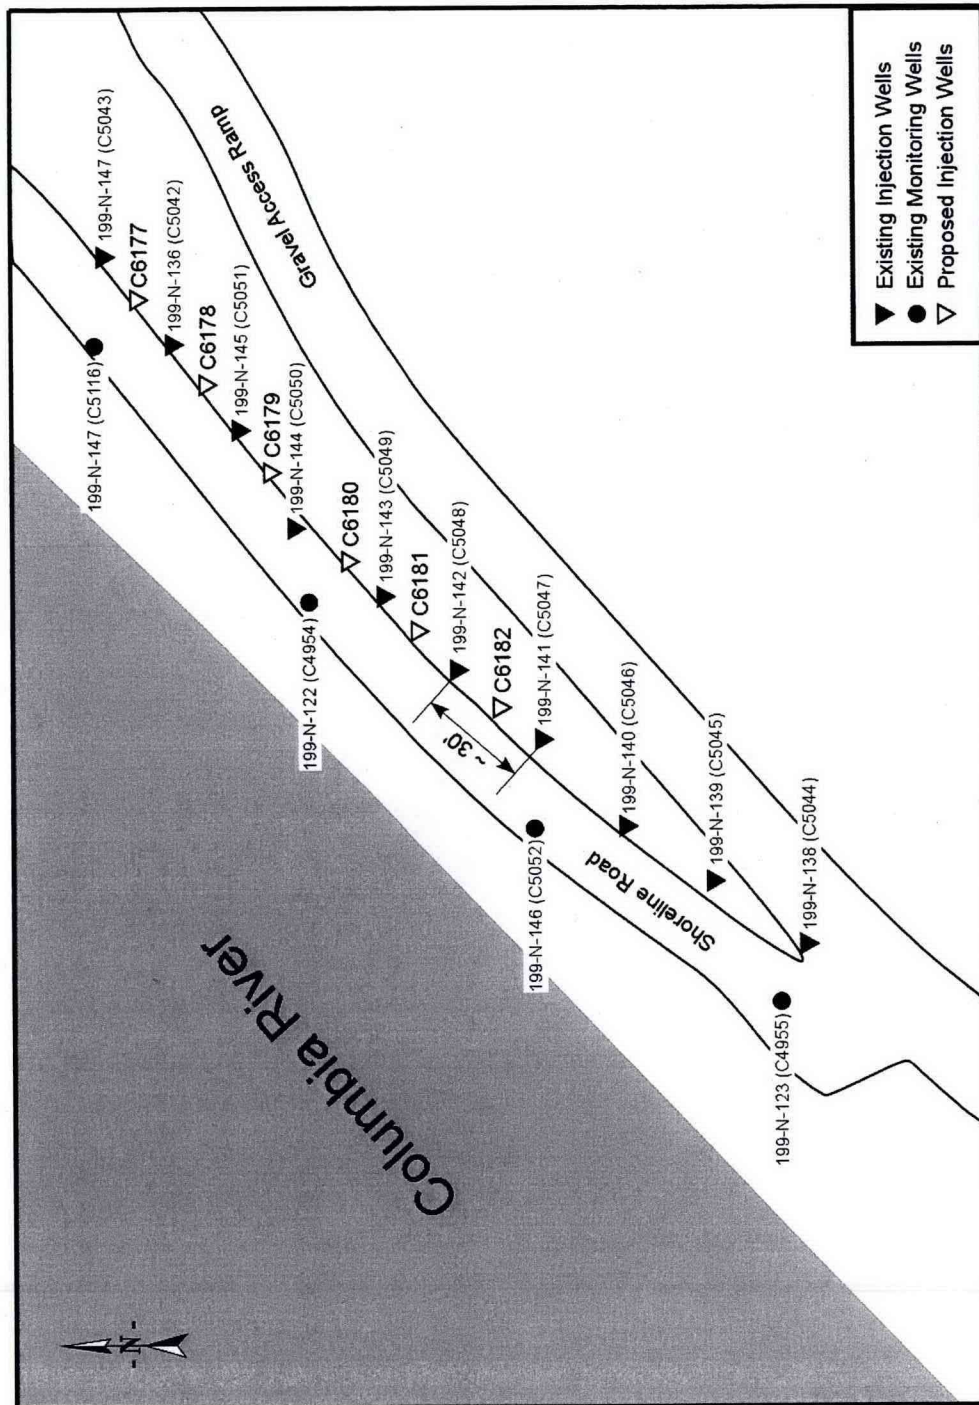 199-N-147 (C5043)
C6177
199-N-136 (C5042)
C6178
199-N-145 (C5051)
C6179
199-N-144 (C5050)
C6180
199-N-143 (C5049)
C6181
199-N-142 (C5048)
C6182
199-N-141 (C5047)
199-N-140 (C5046)
199-N-139 (C5045)
199-N-138 (C5044)
199-N-147 (C5116)
199-N-122 (C4954)
199-N-146 (C5052)
199-N-123 (C4955)
~ 30'
Gravel Access Ramp
Shoreline Road
Columbia River
- N -
Existing Injection Wells
Existing Monitoring Wells
Proposed Injection Wells